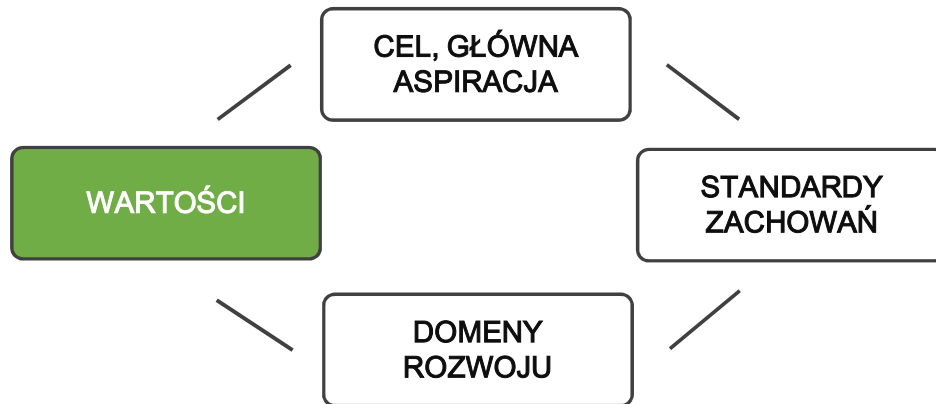 CEL, GŁÓWNA
ASPIRACJA
WARTOŚCI
STANDARDY
ZACHOWAŃ
DOMENY
ROZWOJU